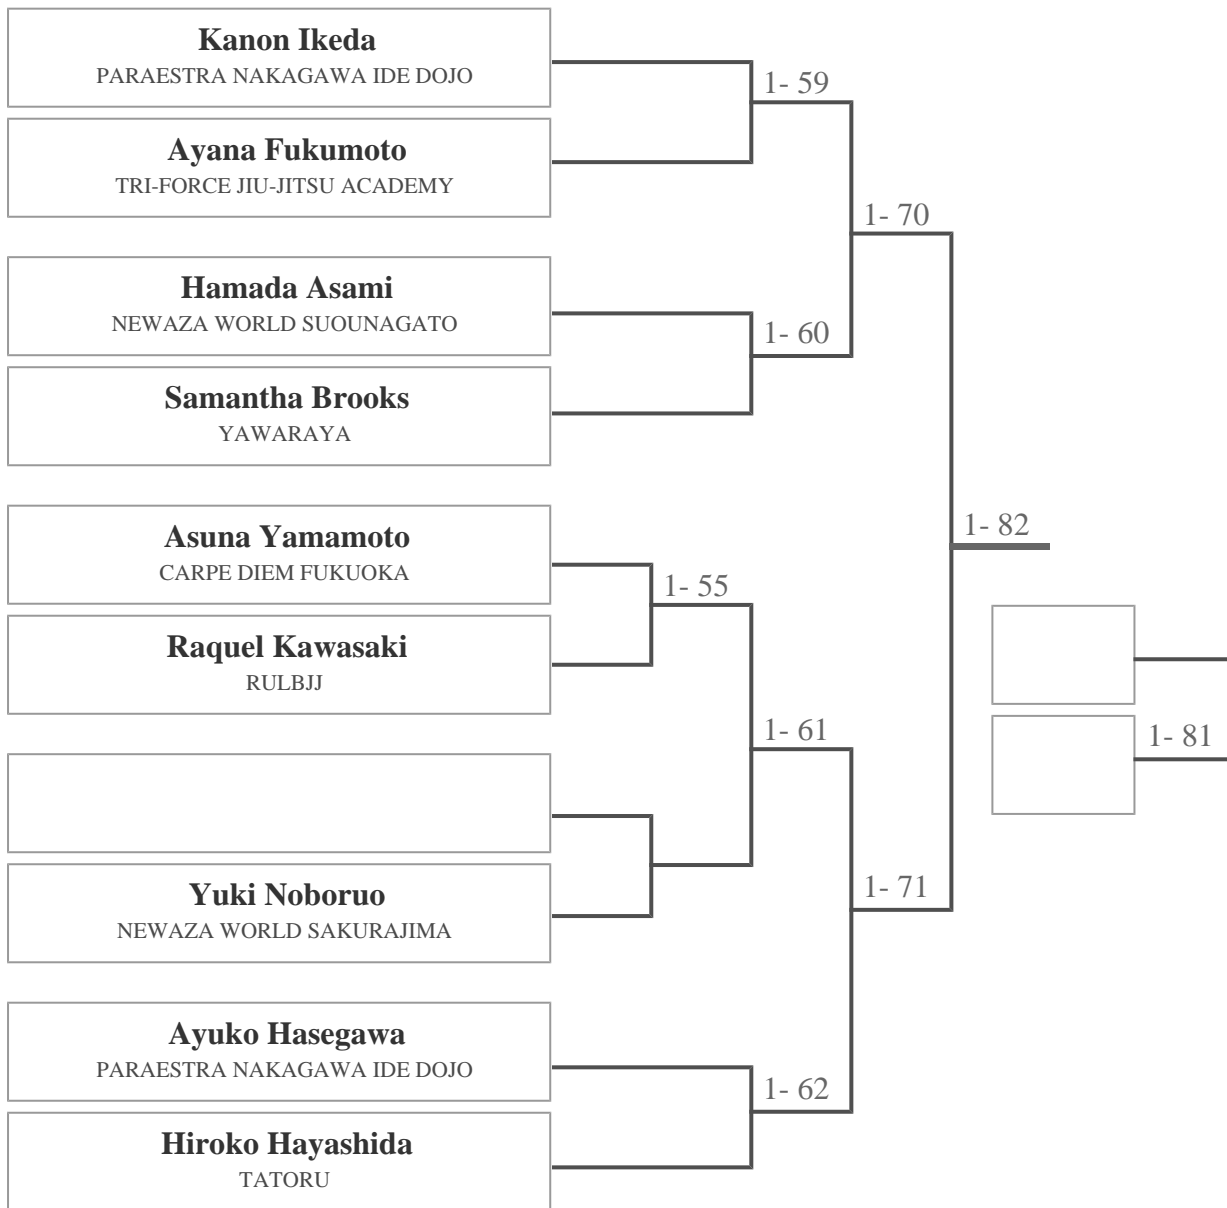 Kanon Ikeda
PARAESTRA NAKAGAWA IDE DOJO
1- 59
Ayana Fukumoto
TRI-FORCE JIU-JITSU ACADEMY
1- 70
Hamada Asami
NEWAZA WORLD SUOUNAGATO
1- 60
Samantha Brooks
YAWARAYA
Asuna Yamamoto
CARPE DIEM FUKUOKA
1- 82
1- 55
Raquel Kawasaki
RULBJJ
1- 61
1- 81
Yuki Noboruo
NEWAZA WORLD SAKURAJIMA
1- 71
Ayuko Hasegawa
PARAESTRA NAKAGAWA IDE DOJO
1- 62
Hiroko Hayashida
TATORU